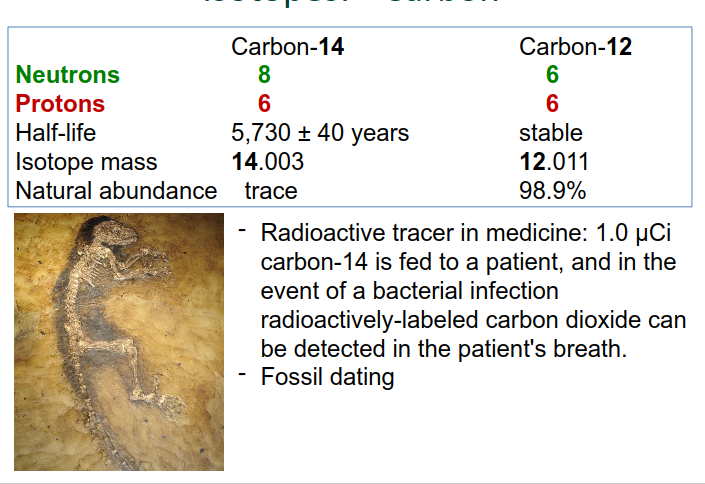 Carbon-14 Carbon-12
Neutrons 8 6
Protons 6 6
Half-life 5,730 ± 40 years stable
Isotope mass 14.003 12.011
Natural abundance trace 98.9%
- Radioactive tracer in medicine: 1.0 µCi
carbon-14 is fed to a patient, and in the
event of a bacterial infection
radioactively-labeled carbon dioxide can
be detected in the patient's breath.
- Fossil dating